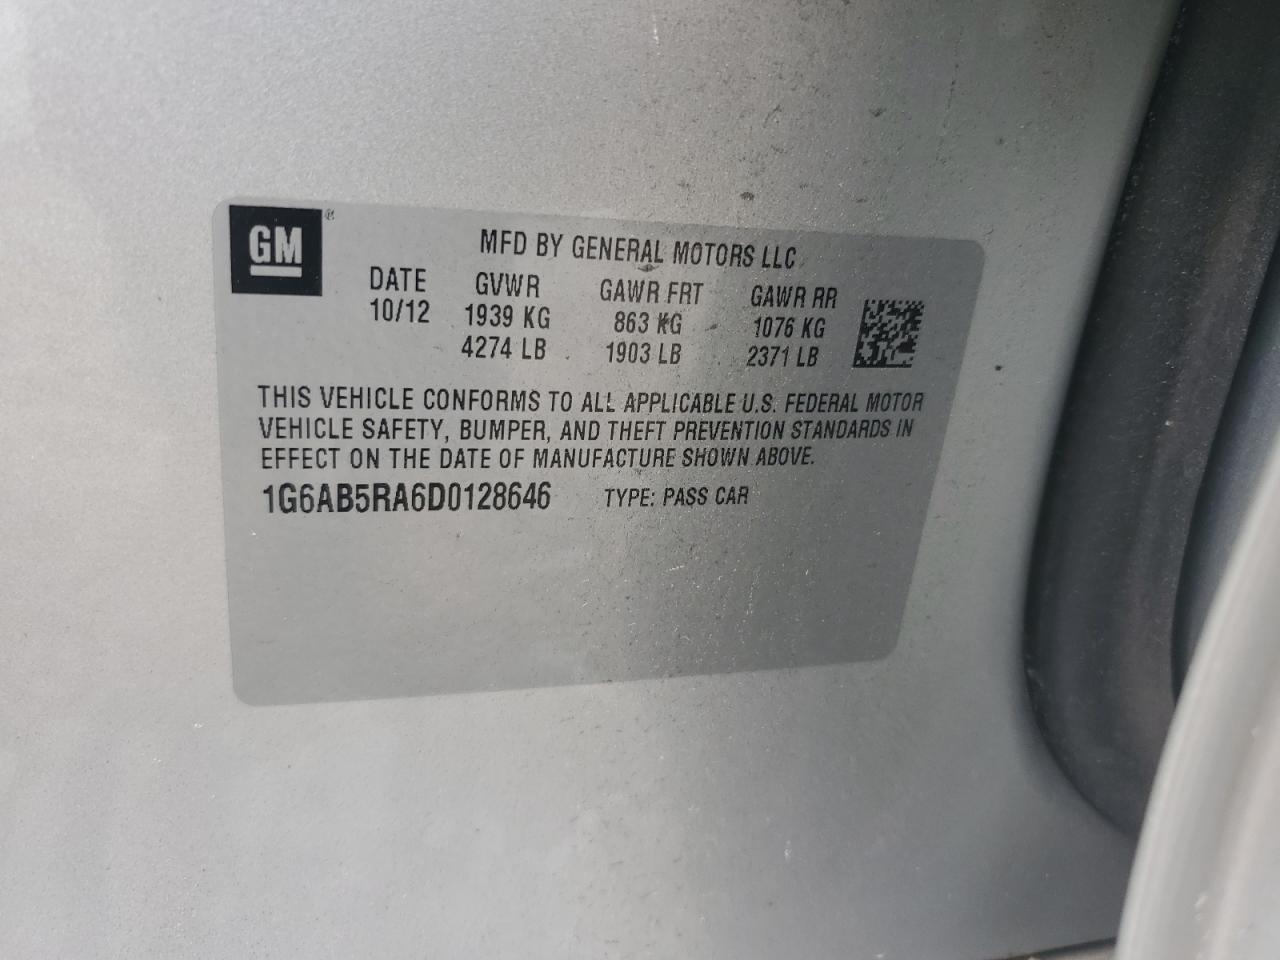 GM ®
MFD BY GENERAL MOTORS LLC
DATE GVWR GAWR FRT GAWR RR
10/12 1939 KG 863 KG 1076 KG
4274 LB 1903 LB 2371 LB
THIS VEHICLE CONFORMS TO ALL APPLICABLE U.S. FEDERAL MOTOR
VEHICLE SAFETY, BUMPER, AND THEFT PREVENTION STANDARDS IN
EFFECT ON THE DATE OF MANUFACTURE SHOWN ABOVE.
1G6AB5RA6D0128646 TYPE: PASS CAR